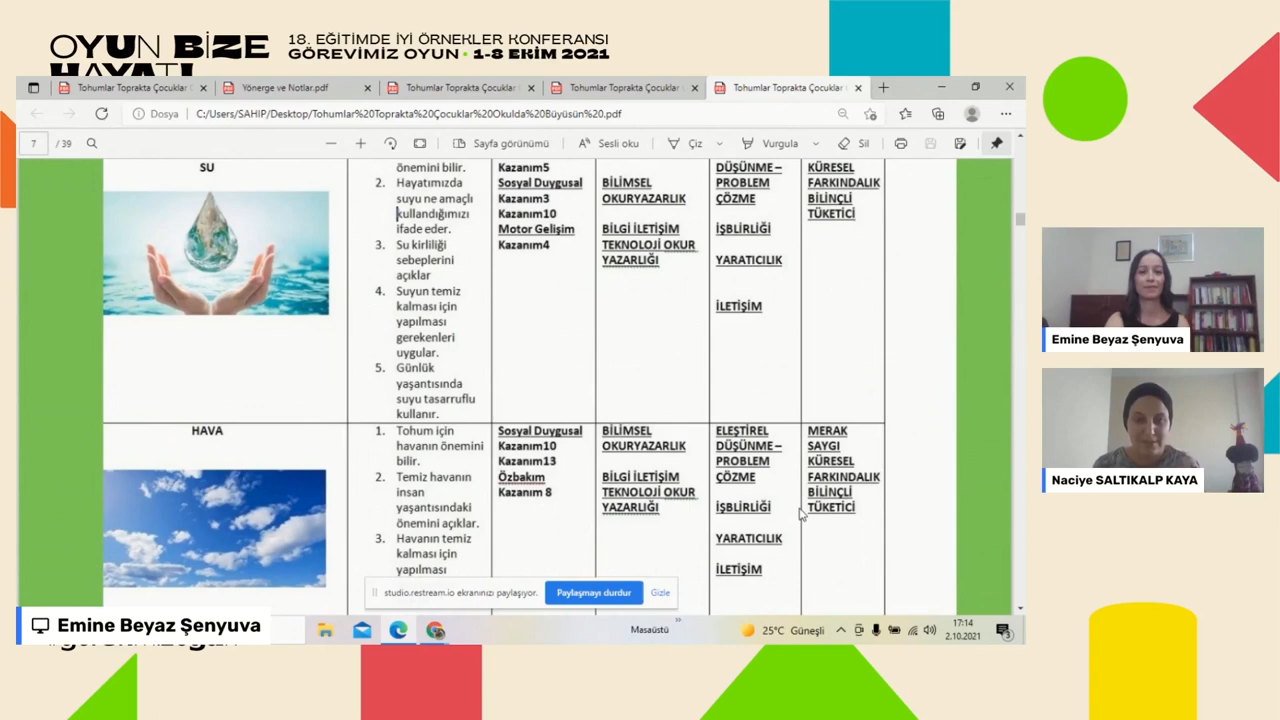 OYUN BİZE
HAYATI
18. EĞİTİMDE İYİ ÖRNEKLER KONFERANSI
GÖREVİMİZ OYUN • 1-8 EKİM 2021
Tohumlar Toprakta Çocuklar
Yönerge ve Notlar.pdf
Tohumlar Toprakta Çocuklar
Tohumlar Toprakta Çocuklar
Tohumlar Toprakta Çocuklar
Dosya
C:/Users/SAHIP/Desktop/Tohumlar%20Toprakta%20Çocuklar%20Okulda%20Büyüsün%20.pdf
7 / 39
Sayfa görünümü
Sesli oku
Çiz
Vurgula
Sil
SU
önemini bilir.
2. Hayatımızda
suyu ne amaçlı
kullandığımızı
ifade eder.
3. Su kirliliği
sebeplerini
açıklar
4. Suyun temiz
kalması için
yapılması
gerekenleri
uygular.
5. Günlük
yaşantısında
suyu tasarruflu
kullanır.
Kazanım5
Sosyal Duygusal
Kazanım3
Kazanım10
Motor Gelişim
Kazanım4
BİLİMSEL
OKURYAZARLIK
BİLGİ İLETİŞİM
TEKNOLOJİ OKUR
YAZARLIĞI
DÜŞÜNME –
PROBLEM
ÇÖZME
İŞBLİRLİĞİ
YARATICILIK
İLETİŞİM
KÜRESEL
FARKINDALIK
BİLİNÇLİ
TÜKETİCİ
HAVA
1. Tohum için
havanın önemini
bilir.
2. Temiz havanın
insan
yaşantısındaki
önemini açıklar.
3. Havanın temiz
kalması için
yapılması
Sosyal Duygusal
Kazanım10
Kazanım13
Özbakım
Kazanım 8
BİLİMSEL
OKURYAZARLIK
BİLGİ İLETİŞİM
TEKNOLOJİ OKUR
YAZARLIĞI
ELEŞTİREL
DÜŞÜNME –
PROBLEM
ÇÖZME
İŞBLİRLİĞİ
YARATICILIK
İLETİŞİM
MERAK
SAYGI
KÜRESEL
FARKINDALIK
BİLİNÇLİ
TÜKETİCİ
studio.restream.io ekranınızı paylaşıyor.
Paylaşmayı durdur
Gizle
Masaüstü
25°C Güneşli
17:14
2.10.2021
3
Emine Beyaz Şenyuva
Emine Beyaz Şenyuva
Naciye SALTIKALP KAYA